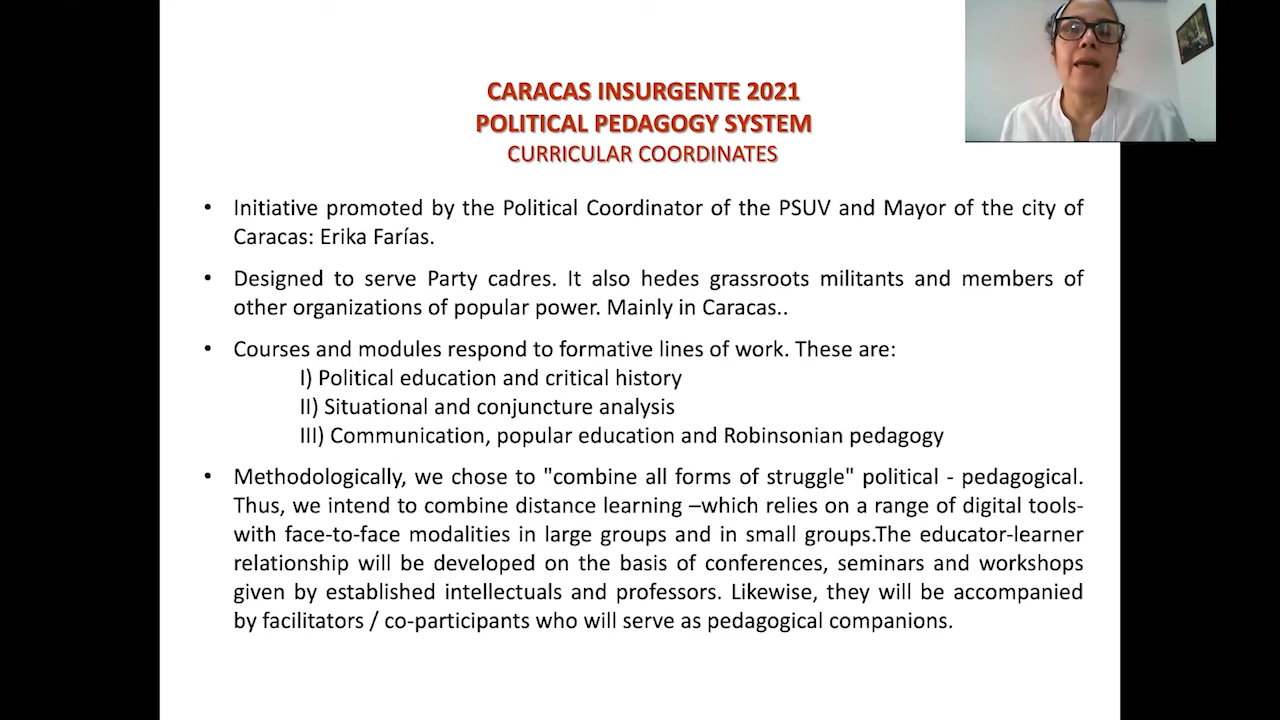 CARACAS INSURGENTE 2021
POLITICAL PEDAGOGY SYSTEM
CURRICULAR COORDINATES
• Initiative promoted by the Political Coordinator of the PSUV and Mayor of the city of
Caracas: Erika Farías.
• Designed to serve Party cadres. It also hedes grassroots militants and members of
other organizations of popular power. Mainly in Caracas..
• Courses and modules respond to formative lines of work. These are:
I) Political education and critical history
II) Situational and conjuncture analysis
III) Communication, popular education and Robinsonian pedagogy
• Methodologically, we chose to "combine all forms of struggle" political - pedagogical.
Thus, we intend to combine distance learning –which relies on a range of digital tools-
with face-to-face modalities in large groups and in small groups.The educator-learner
relationship will be developed on the basis of conferences, seminars and workshops
given by established intellectuals and professors. Likewise, they will be accompanied
by facilitators / co-participants who will serve as pedagogical companions.